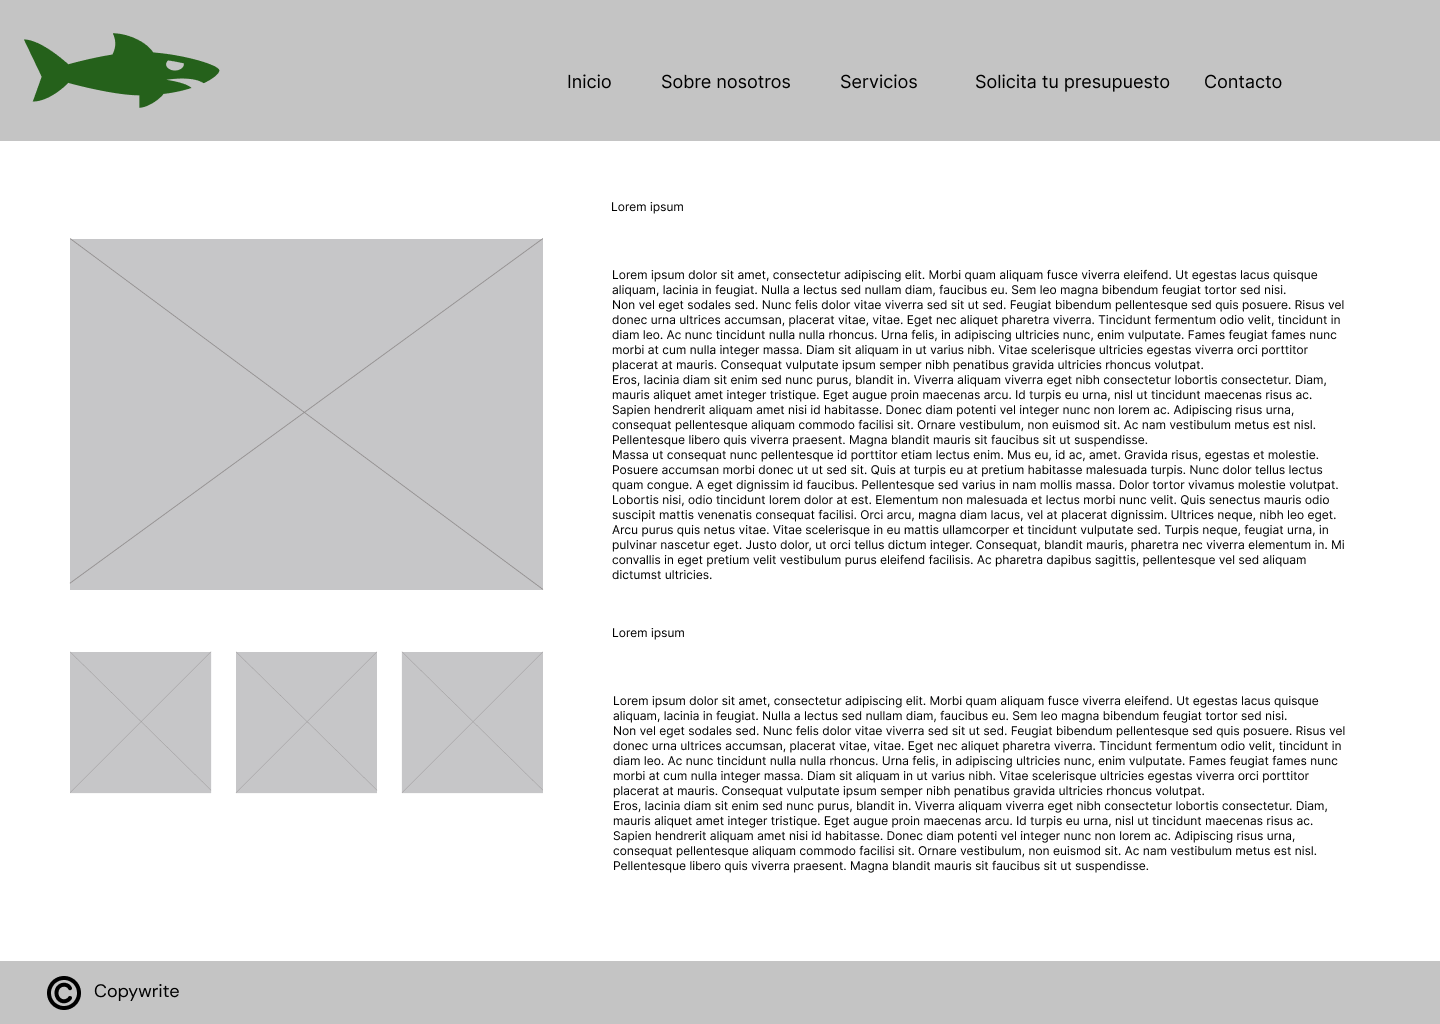 Inicio Sobre nosotros Servicios Solicita tu presupuesto Contacto
Lorem ipsum
Lorem ipsum dolor sit amet, consectetur adipiscing elit. Morbi quam aliquam fusce viverra eleifend. Ut egestas lacus quisque
aliquam, lacinia in feugiat. Nulla a lectus sed nullam diam, faucibus eu. Sem leo magna bibendum feugiat tortor sed nisi.
Non vel eget sodales sed. Nunc felis dolor vitae viverra sed sit ut sed. Feugiat bibendum pellentesque sed quis posuere. Risus vel
donec urna ultrices accumsan, placerat vitae, vitae. Eget nec aliquet pharetra viverra. Tincidunt fermentum odio velit, tincidunt in
diam leo. Ac nunc tincidunt nulla nulla rhoncus. Urna felis, in adipiscing ultricies nunc, enim vulputate. Fames feugiat fames nunc
morbi at cum nulla integer massa. Diam sit aliquam in ut varius nibh. Vitae scelerisque ultricies egestas viverra orci porttitor
placerat at mauris. Consequat vulputate ipsum semper nibh penatibus gravida ultricies rhoncus volutpat.
Eros, lacinia diam sit enim sed nunc purus, blandit in. Viverra aliquam viverra eget nibh consectetur lobortis consectetur. Diam,
mauris aliquet amet integer tristique. Eget augue proin maecenas arcu. Id turpis eu urna, nisl ut tincidunt maecenas risus ac.
Sapien hendrerit aliquam amet nisi id habitasse. Donec diam potenti vel integer nunc non lorem ac. Adipiscing risus urna,
consequat pellentesque aliquam commodo facilisi sit. Ornare vestibulum, non euismod sit. Ac nam vestibulum metus est nisl.
Pellentesque libero quis viverra praesent. Magna blandit mauris sit faucibus sit ut suspendisse.
Massa ut consequat nunc pellentesque id porttitor etiam lectus enim. Mus eu, id ac, amet. Gravida risus, egestas et molestie.
Posuere accumsan morbi donec ut ut sed sit. Quis at turpis eu at pretium habitasse malesuada turpis. Nunc dolor tellus lectus
quam congue. A eget dignissim id faucibus. Pellentesque sed varius in nam mollis massa. Dolor tortor vivamus molestie volutpat.
Lobortis nisi, odio tincidunt lorem dolor at est. Elementum non malesuada et lectus morbi nunc velit. Quis senectus mauris odio
suscipit mattis venenatis consequat facilisi. Orci arcu, magna diam lacus, vel at placerat dignissim. Ultrices neque, nibh leo eget.
Arcu purus quis netus vitae. Vitae scelerisque in eu mattis ullamcorper et tincidunt vulputate sed. Turpis neque, feugiat urna, in
pulvinar nascetur eget. Justo dolor, ut orci tellus dictum integer. Consequat, blandit mauris, pharetra nec viverra elementum in. Mi
convallis in eget pretium velit vestibulum purus eleifend facilisis. Ac pharetra dapibus sagittis, pellentesque vel sed aliquam
dictumst ultricies.
Lorem ipsum
Lorem ipsum dolor sit amet, consectetur adipiscing elit. Morbi quam aliquam fusce viverra eleifend. Ut egestas lacus quisque
aliquam, lacinia in feugiat. Nulla a lectus sed nullam diam, faucibus eu. Sem leo magna bibendum feugiat tortor sed nisi.
Non vel eget sodales sed. Nunc felis dolor vitae viverra sed sit ut sed. Feugiat bibendum pellentesque sed quis posuere. Risus vel
donec urna ultrices accumsan, placerat vitae, vitae. Eget nec aliquet pharetra viverra. Tincidunt fermentum odio velit, tincidunt in
diam leo. Ac nunc tincidunt nulla nulla rhoncus. Urna felis, in adipiscing ultricies nunc, enim vulputate. Fames feugiat fames nunc
morbi at cum nulla integer massa. Diam sit aliquam in ut varius nibh. Vitae scelerisque ultricies egestas viverra orci porttitor
placerat at mauris. Consequat vulputate ipsum semper nibh penatibus gravida ultricies rhoncus volutpat.
Eros, lacinia diam sit enim sed nunc purus, blandit in. Viverra aliquam viverra eget nibh consectetur lobortis consectetur. Diam,
mauris aliquet amet integer tristique. Eget augue proin maecenas arcu. Id turpis eu urna, nisl ut tincidunt maecenas risus ac.
Sapien hendrerit aliquam amet nisi id habitasse. Donec diam potenti vel integer nunc non lorem ac. Adipiscing risus urna,
consequat pellentesque aliquam commodo facilisi sit. Ornare vestibulum, non euismod sit. Ac nam vestibulum metus est nisl.
Pellentesque libero quis viverra praesent. Magna blandit mauris sit faucibus sit ut suspendisse.
© Copywrite